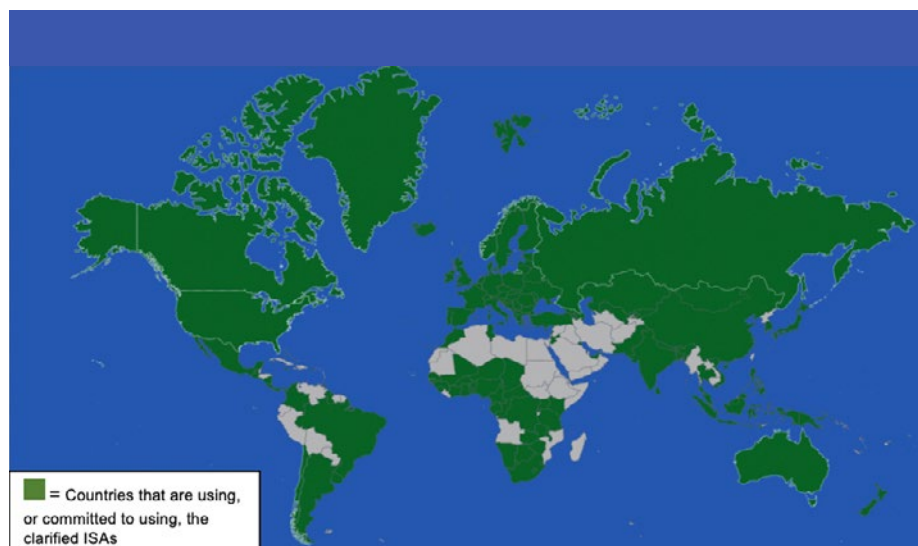 = Countries that are using,
or committed to using, the
clarified ISAs